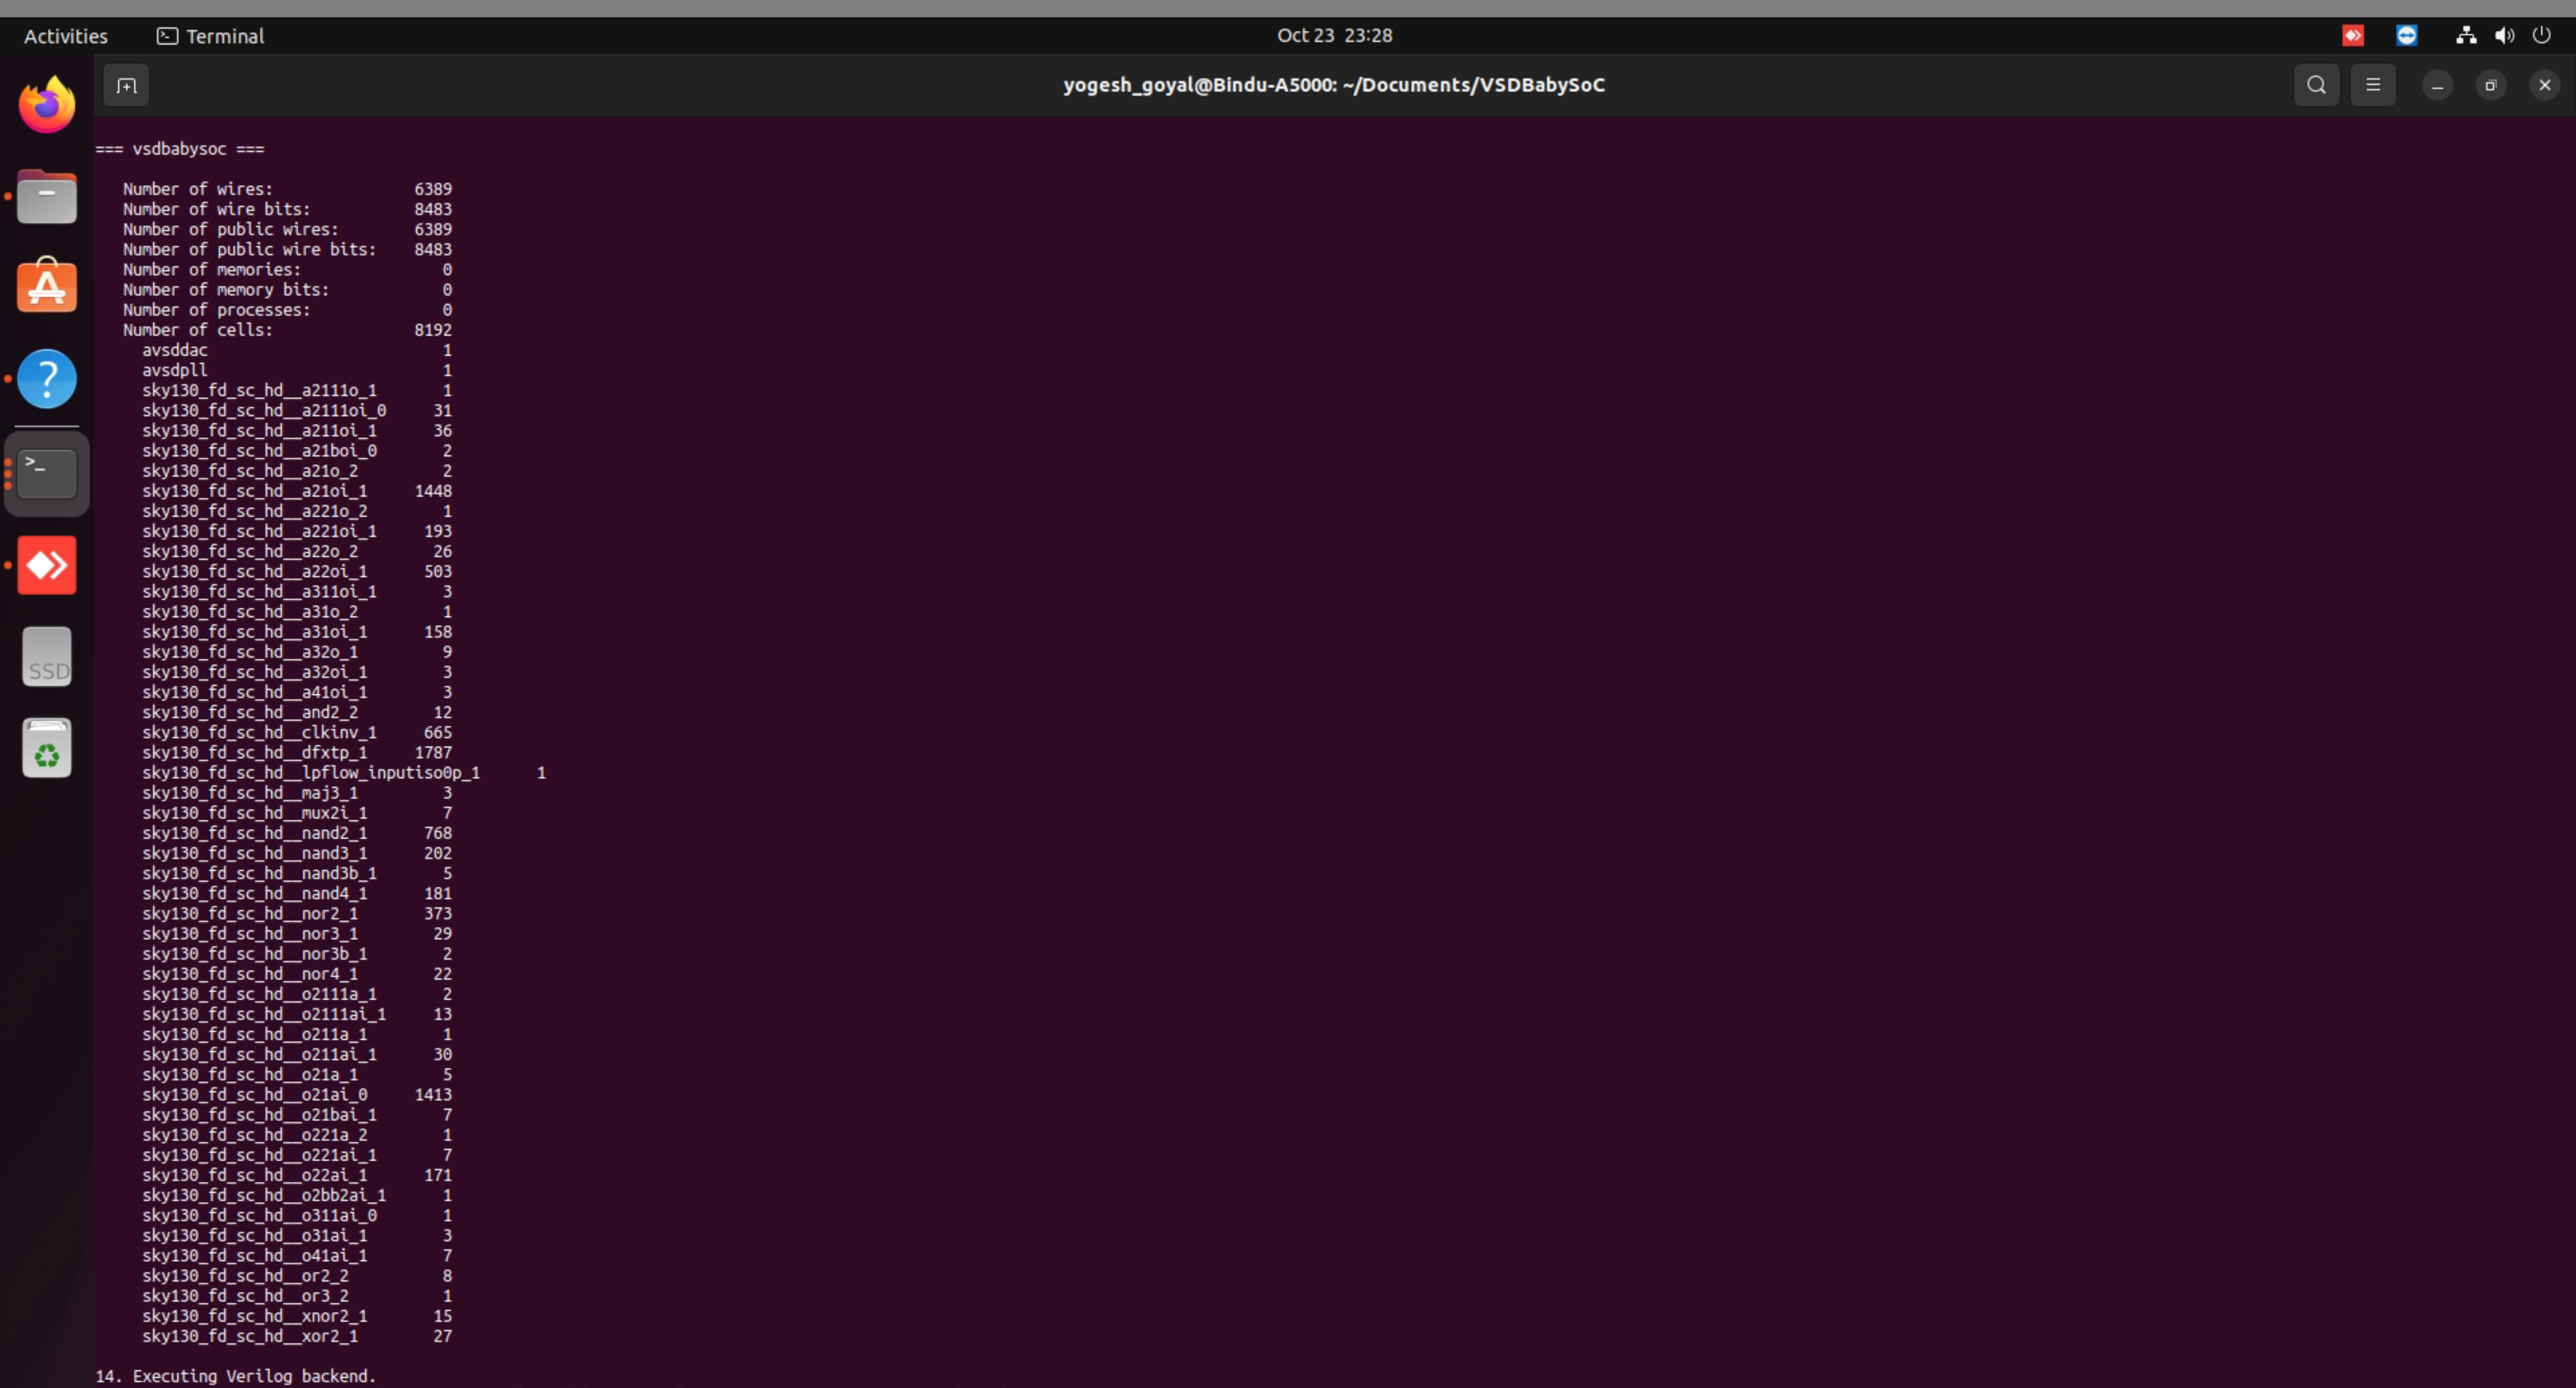 Activities Terminal Oct 23 23:28
yogesh_goyal@Bindu-A5000: ~/Documents/VSDBabySoC
=== vsdbabysoc ===
Number of wires: 6389
Number of wire bits: 8483
Number of public wires: 6389
Number of public wire bits: 8483
Number of memories: 0
Number of memory bits: 0
Number of processes: 0
Number of cells: 8192
avsddac 1
avsdpll 1
sky130_fd_sc_hd__a2111o_1 1
sky130_fd_sc_hd__a2111oi_0 31
sky130_fd_sc_hd__a211oi_1 36
sky130_fd_sc_hd__a21boi_0 2
sky130_fd_sc_hd__a21o_2 2
sky130_fd_sc_hd__a21oi_1 1448
sky130_fd_sc_hd__a221o_2 1
sky130_fd_sc_hd__a221oi_1 193
sky130_fd_sc_hd__a22o_2 26
sky130_fd_sc_hd__a22oi_1 503
sky130_fd_sc_hd__a311oi_1 3
sky130_fd_sc_hd__a31o_2 1
sky130_fd_sc_hd__a31oi_1 158
sky130_fd_sc_hd__a32o_1 9
sky130_fd_sc_hd__a32oi_1 3
sky130_fd_sc_hd__a41oi_1 3
sky130_fd_sc_hd__and2_2 12
sky130_fd_sc_hd__clkinv_1 665
sky130_fd_sc_hd__dfxtp_1 1787
sky130_fd_sc_hd__lpflow_inputiso0p_1 1
sky130_fd_sc_hd__maj3_1 3
sky130_fd_sc_hd__mux2i_1 7
sky130_fd_sc_hd__nand2_1 768
sky130_fd_sc_hd__nand3_1 202
sky130_fd_sc_hd__nand3b_1 5
sky130_fd_sc_hd__nand4_1 181
sky130_fd_sc_hd__nor2_1 373
sky130_fd_sc_hd__nor3_1 29
sky130_fd_sc_hd__nor3b_1 2
sky130_fd_sc_hd__nor4_1 22
sky130_fd_sc_hd__o2111a_1 2
sky130_fd_sc_hd__o2111ai_1 13
sky130_fd_sc_hd__o211a_1 1
sky130_fd_sc_hd__o211ai_1 30
sky130_fd_sc_hd__o21a_1 5
sky130_fd_sc_hd__o21ai_0 1413
sky130_fd_sc_hd__o21bai_1 7
sky130_fd_sc_hd__o221a_2 1
sky130_fd_sc_hd__o221ai_1 7
sky130_fd_sc_hd__o22ai_1 171
sky130_fd_sc_hd__o2bb2ai_1 1
sky130_fd_sc_hd__o311ai_0 1
sky130_fd_sc_hd__o31ai_1 3
sky130_fd_sc_hd__o41ai_1 7
sky130_fd_sc_hd__or2_2 8
sky130_fd_sc_hd__or3_2 1
sky130_fd_sc_hd__xnor2_1 15
sky130_fd_sc_hd__xor2_1 27
14. Executing Verilog backend.
SSD